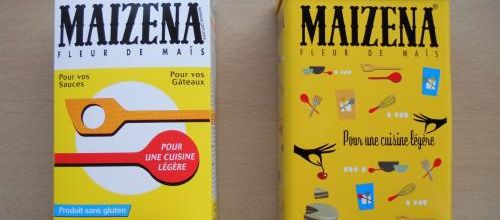 MAIZENA
FLEUR DE MAÏS
Pour vos
Sauces
Pour vos
Gâteaux
POUR
UNE CUISINE
LÉGÈRE
Produit sans gluten
MAIZENA®
FLEUR DE MAÏS
Pour une cuisine légère